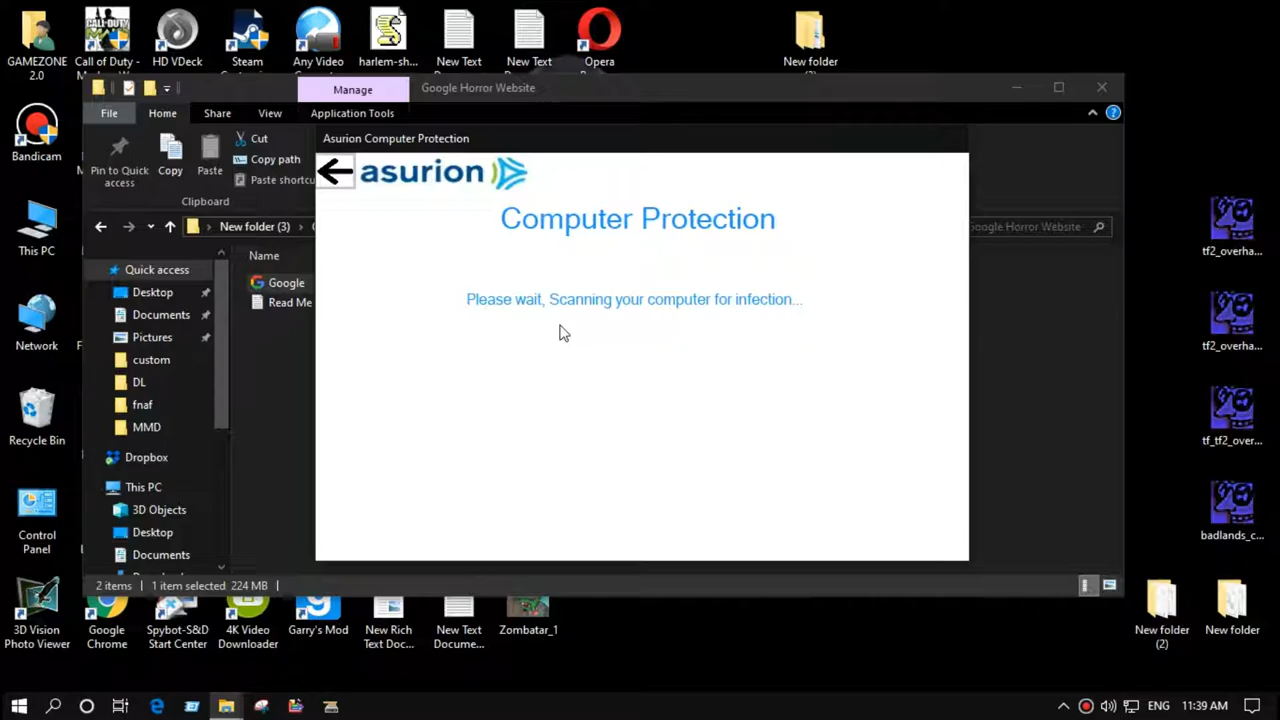 GAMEZONE
2.0
Call of Duty -
HD VDeck
Steam
Any Video
harlem-sh...
New Text
New Text
Opera
New folder
Manage
Google Horror Website
File
Home
Share
View
Application Tools
Bandicam
Pin to Quick
access
Copy
Paste
Cut
Copy path
Paste shortcu
Clipboard
Asurion Computer Protection
asurion
Computer Protection
Please wait, Scanning your computer for infection...
New folder (3)
Google Horror Website
Name
Google
Read Me
Quick access
Desktop
Documents
Pictures
custom
DL
fnaf
MMD
Dropbox
This PC
3D Objects
Desktop
Documents
2 items
1 item selected
224 MB
This PC
Network
Recycle Bin
Control
Panel
3D Vision
Photo Viewer
Google
Chrome
Spybot-S&D
Start Center
4K Video
Downloader
Garry's Mod
New Rich
Text Doc...
New Text
Docume...
Zombatar_1
tf2_overha...
tf2_overha...
tf_tf2_over...
badlands_c...
New folder
(2)
New folder
ENG
11:39 AM